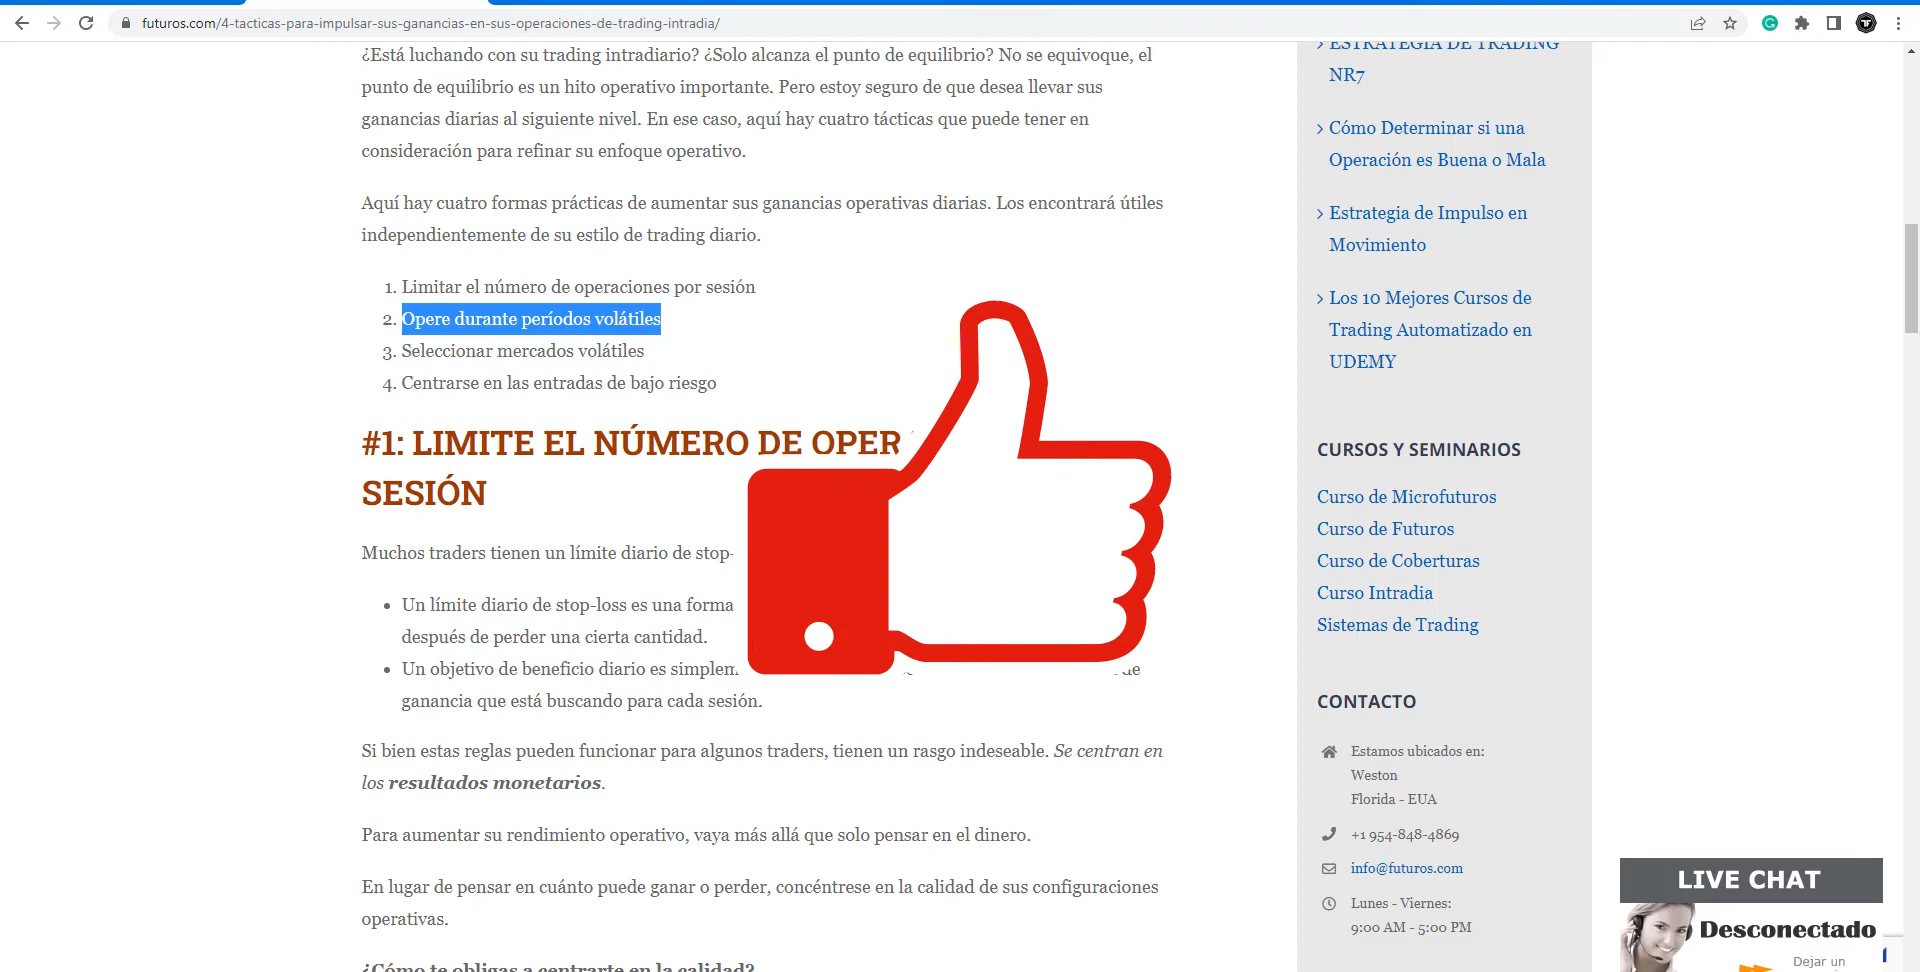 futuros.com/4-tacticas-para-impulsar-sus-ganancias-en-sus-operaciones-de-trading-intradia/
¿Está luchando con su trading intradiario? ¿Solo alcanza el punto de equilibrio? No se equivoque, el
punto de equilibrio es un hito operativo importante. Pero estoy seguro de que desea llevar sus
ganancias diarias al siguiente nivel. En ese caso, aquí hay cuatro tácticas que puede tener en
consideración para refinar su enfoque operativo.
Aquí hay cuatro formas prácticas de aumentar sus ganancias operativas diarias. Los encontrará útiles
independientemente de su estilo de trading diario.
1. Limitar el número de operaciones por sesión
2. Opere durante períodos volátiles
3. Seleccionar mercados volátiles
4. Centrarse en las entradas de bajo riesgo
#1: LIMITE EL NÚMERO DE OPER
SESIÓN
Muchos traders tienen un límite diario de stop-
• Un límite diario de stop-loss es una forma
después de perder una cierta cantidad.
• Un objetivo de beneficio diario es simplem
de
ganancia que está buscando para cada sesión.
Si bien estas reglas pueden funcionar para algunos traders, tienen un rasgo indeseable. Se centran en
los resultados monetarios.
Para aumentar su rendimiento operativo, vaya más allá que solo pensar en el dinero.
En lugar de pensar en cuánto puede ganar o perder, concéntrese en la calidad de sus configuraciones
operativas.
¿Cómo te obligas a centrarte en la calidad?
ESTRATEGIA DE TRADING
NR7
Cómo Determinar si una
Operación es Buena o Mala
Estrategia de Impulso en
Movimiento
Los 10 Mejores Cursos de
Trading Automatizado en
UDEMY
CURSOS Y SEMINARIOS
Curso de Microfuturos
Curso de Futuros
Curso de Coberturas
Curso Intradia
Sistemas de Trading
CONTACTO
Estamos ubicados en:
Weston
Florida - EUA
+1 954-848-4869
info@futuros.com
Lunes - Viernes:
9:00 AM - 5:00 PM
LIVE CHAT
Desconectado
Dejar un